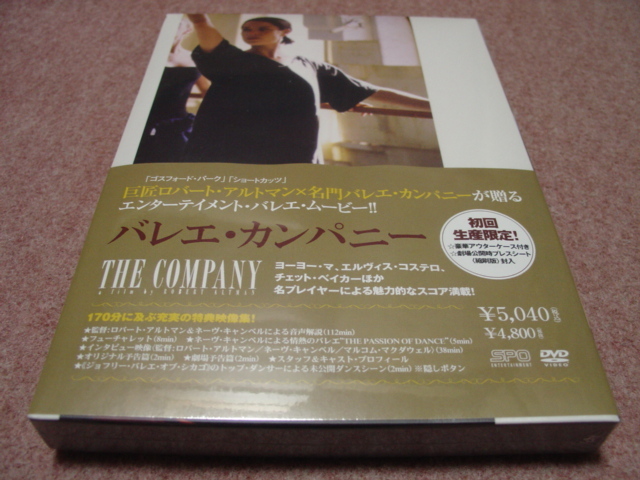 「ゴスフォード・パーク」「ショートカッツ」
巨匠ロバート・アルトマン×名門バレエ・カンパニーが贈る
エンターテイメント・バレエ・ムービー!!
バレエ・カンパニー
THE COMPANY
a film by ROBERT ALTMAN
ヨーヨー・マ、エルヴィス・コステロ、
チェット・ベイカーほか
名プレイヤーによる魅力的なスコア満載!
初回
生産限定!
☆豪華アウターケース付き
☆劇場公開時プレスシート
(縮刷版)封入
¥5,040(税込)
¥4,800(税抜)
170分に及ぶ充実の特典映像集!
★監督:ロバート・アルトマン&ネーヴ・キャンベルによる音声解説(112min)
★フューチャレット(6min) ★ネーヴ・キャンベルによる情熱のバレエ"THE PASSION OF DANCE"(5min)
★インタビュー映像(監督:ロバート・アルトマン/ネーヴ・キャンベル/マルコム・マクダウェル)(38min)
★オリジナル予告篇(2min) ★劇場予告篇(2min) ★スタッフ&キャスト・プロフィール
★《ジョフリー・バレエ・オブ・シカゴ》のトップ・ダンサーによる未公開ダンスシーン(2min) ※隠しボタン
SPO
ENTERTAINMENT
DVD
VIDEO